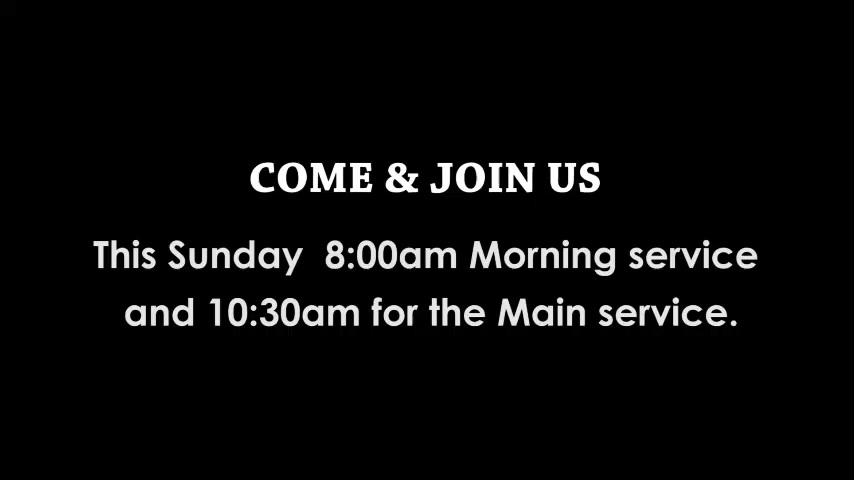 COME & JOIN US
This Sunday  8:00am Morning service
and 10:30am for the Main service.